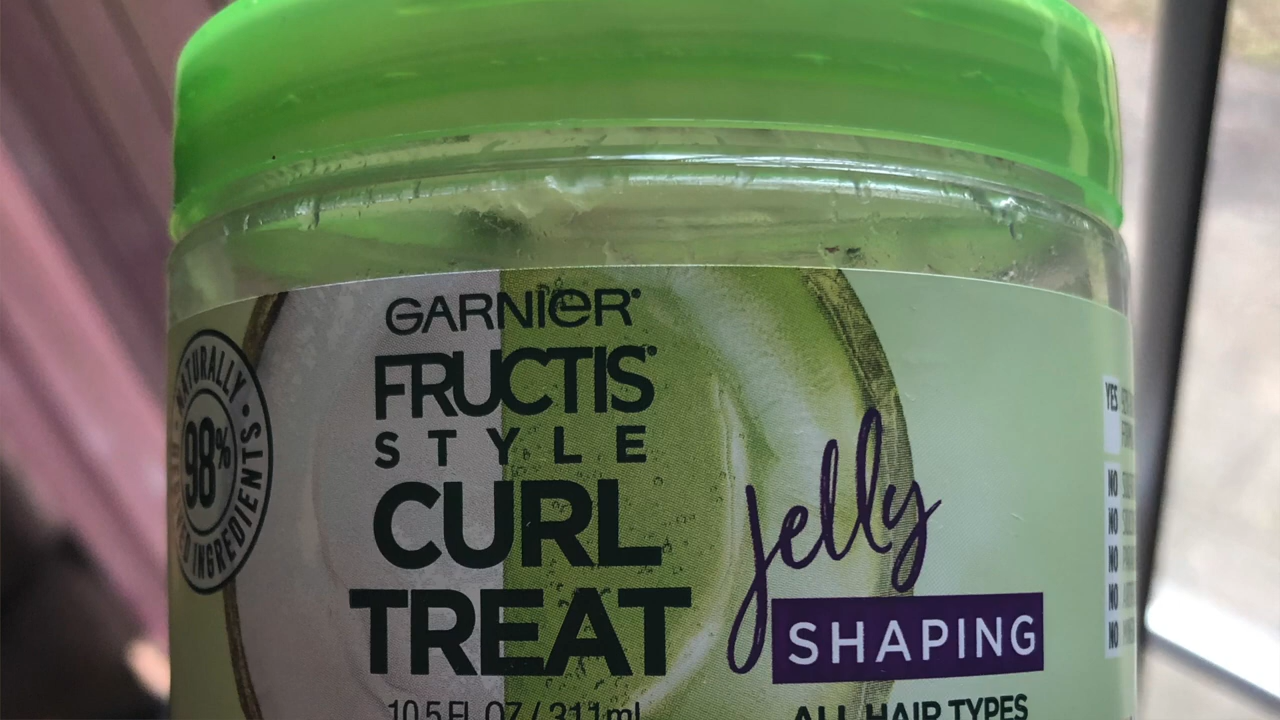 GARNIER
FRUCTIS
STYLE
CURL
TREAT
10.5 FL OZ / 311ml
jelly
SHAPING
ALL HAIR TYPES
NATURALLY
98%
INGREDIENTS
YES
NO
NO
NO
NO
NO